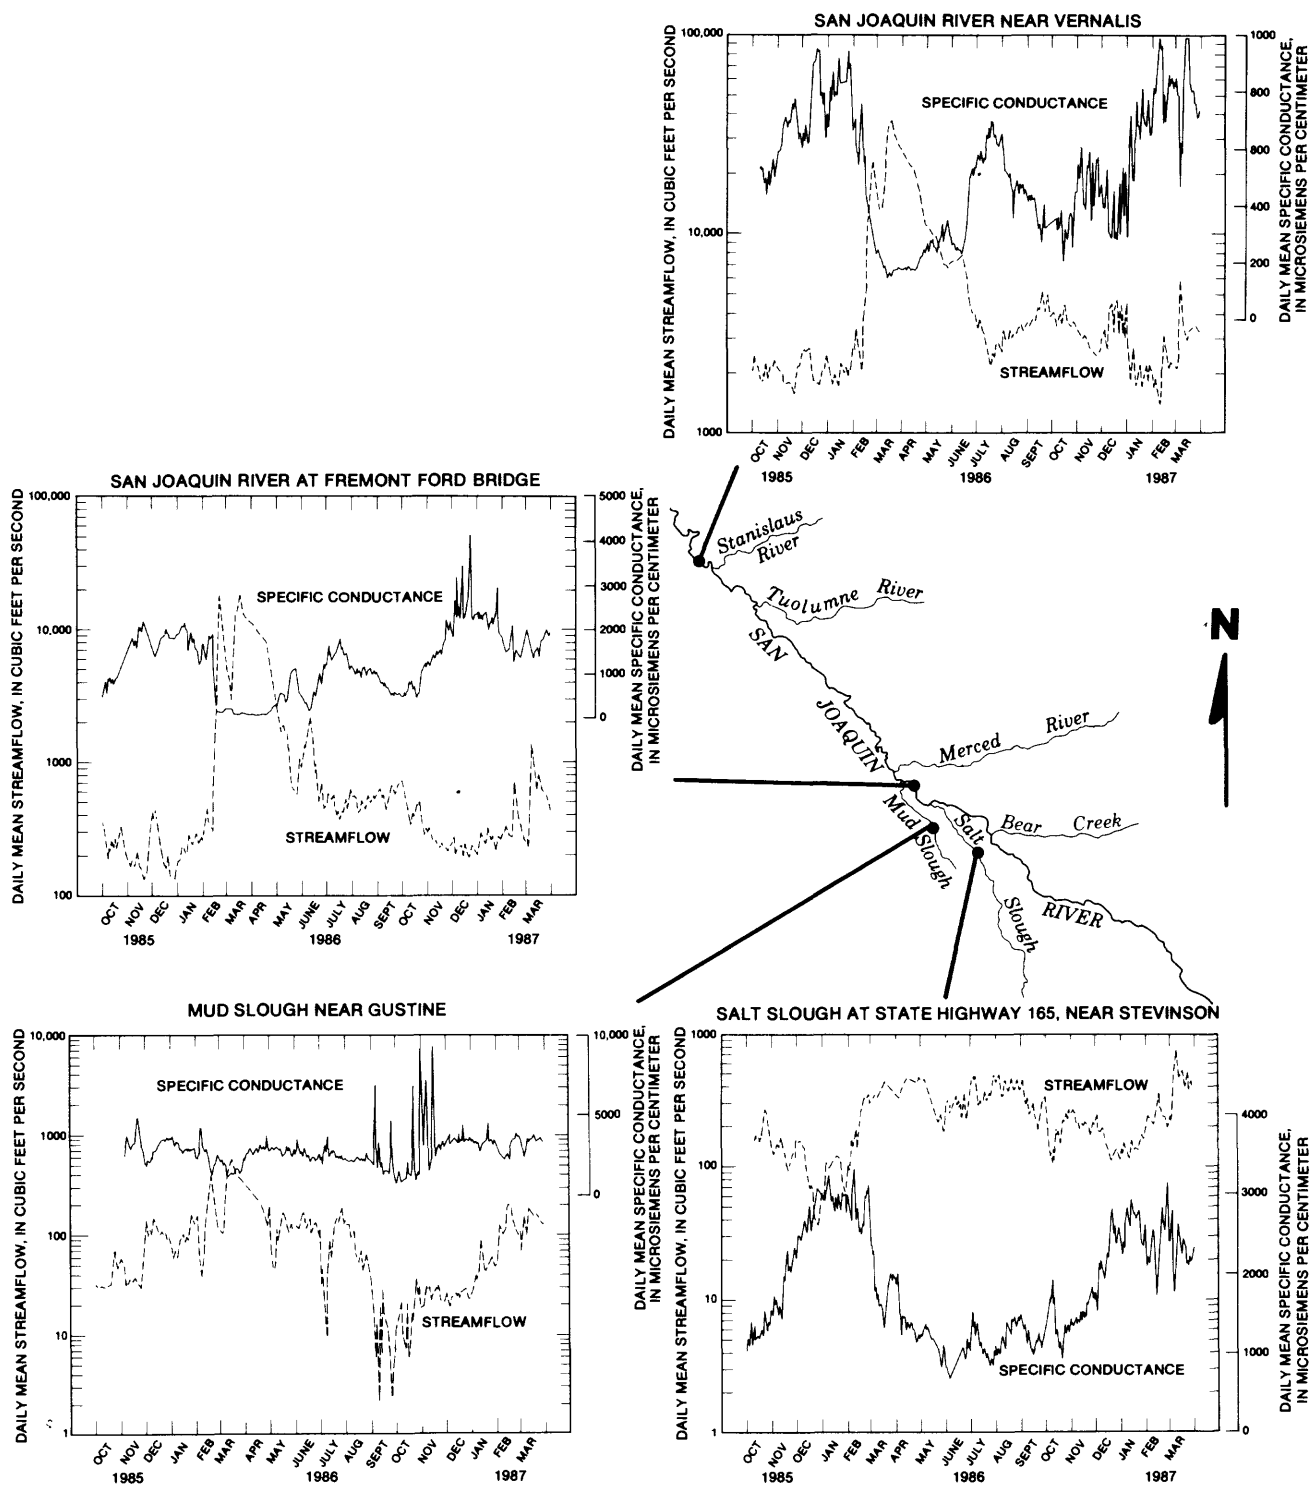 SAN JOAQUIN RIVER NEAR VERNALIS
DAILY MEAN STREAMFLOW, IN CUBIC FEET PER SECOND
100,000
10,000
1000
SPECIFIC CONDUCTANCE
STREAMFLOW
1000
800
800
400
200
0
DAILY MEAN SPECIFIC CONDUCTANCE,
IN MICROSIEMENS PER CENTIMETER
OCT NOV DEC JAN FEB MAR APR MAY JUNE JULY AUG SEPT OCT NOV DEC JAN FEB MAR
1985 1986 1987
SAN JOAQUIN RIVER AT FREMONT FORD BRIDGE
DAILY MEAN STREAMFLOW, IN CUBIC FEET PER SECOND
100,000
10,000
1000
100
SPECIFIC CONDUCTANCE
STREAMFLOW
5000
4000
3000
2000
1000
0
DAILY MEAN SPECIFIC CONDUCTANCE,
IN MICROSIEMENS PER CENTIMETER
OCT NOV DEC JAN FEB MAR APR MAY JUNE JULY AUG SEPT OCT NOV DEC JAN FEB MAR
1985 1986 1987
Stanislaus
River
Tuolumne River
SAN
JOAQUIN
RIVER
Merced River
Mud
Slough
Salt
Slough
Bear Creek
N
MUD SLOUGH NEAR GUSTINE
DAILY MEAN STREAMFLOW, IN CUBIC FEET PER SECOND
10,000
1000
100
10
1
SPECIFIC CONDUCTANCE
STREAMFLOW
10,000
5000
0
DAILY MEAN SPECIFIC CONDUCTANCE,
IN MICROSIEMENS PER CENTIMETER
OCT NOV DEC JAN FEB MAR APR MAY JUNE JULY AUG SEPT OCT NOV DEC JAN FEB MAR
1985 1986 1987
SALT SLOUGH AT STATE HIGHWAY 165, NEAR STEVINSON
DAILY MEAN STREAMFLOW, IN CUBIC FEET PER SECOND
1000
100
10
1
STREAMFLOW
SPECIFIC CONDUCTANCE
4000
3000
2000
1000
0
DAILY MEAN SPECIFIC CONDUCTANCE,
IN MICROSIEMENS PER CENTIMETER
OCT NOV OEC JAN FEB MAR APR MAY JUNE JULY AUG SEPT OCT NOV DEC JAN FEB MAR
1985 1986 1987